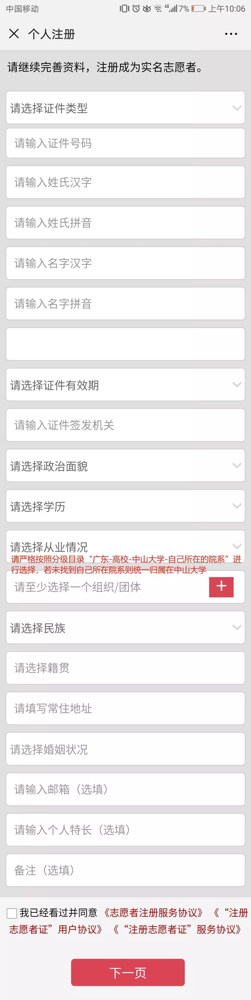 中国移动 4G 7% 上午10:06
个人注册
请继续完善资料，注册成为实名志愿者。
请选择证件类型
请输入证件号码
请输入姓氏汉字
请输入姓氏拼音
请输入名字汉字
请输入名字拼音
请选择证件有效期
请输入证件签发机关
请选择政治面貌
请选择学历
请选择从业情况
请严格按照分级目录“广东-高校-中山大学-自己所在的院系”进
行选择，若未找到自己所在院系则统一归属在中山大学
请至少选择一个组织/团体
请选择民族
请选择籍贯
请填写常住地址
请选择婚姻状况
请输入邮箱（选填）
请输入个人特长（选填）
备注（选填）
我已经看过并同意《志愿者注册服务协议》《“注册
志愿者证”用户协议》《“注册志愿者证”服务协议》
下一页